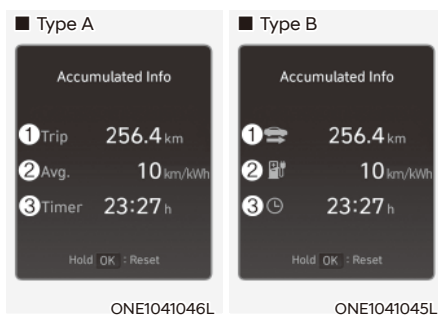 ■ Type A
Accumulated Info
1 Trip 256.4 km
2 Avg. 10 km/kWh
3 Timer 23:27 h
Hold OK : Reset
ONE1041046L
■ Type B
Accumulated Info
1 256.4 km
2 10 km/kWh
3 23:27 h
Hold OK : Reset
ONE1041045L